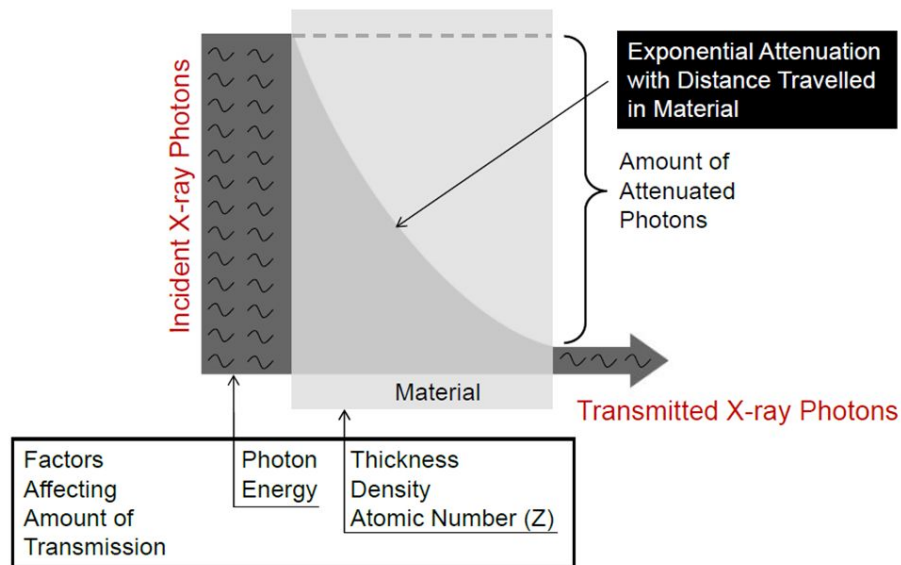 Incident X-ray Photons
Exponential Attenuation
with Distance Travelled
in Material
Amount of
Attenuated
Photons
Material
Transmitted X-ray Photons
Factors
Affecting
Amount of
Transmission
Photon
Energy
Thickness
Density
Atomic Number (Z)